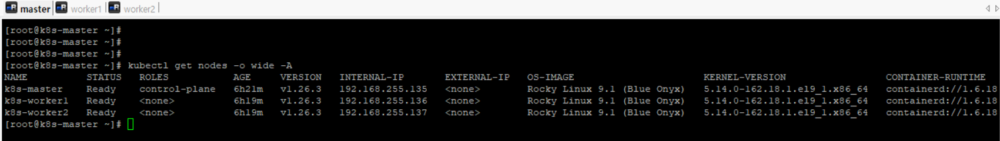 master worker1 worker2
[root@k8s-master ~]#
[root@k8s-master ~]#
[root@k8s-master ~]#
[root@k8s-master ~]# kubectl get nodes -o wide -A
NAME STATUS ROLES AGE VERSION INTERNAL-IP EXTERNAL-IP OS-IMAGE KERNEL-VERSION CONTAINER-RUNTIME
k8s-master Ready control-plane 6h21m v1.26.3 192.168.255.135 <none> Rocky Linux 9.1 (Blue Onyx) 5.14.0-162.18.1.el9_1.x86_64 containerd://1.6.18
k8s-worker1 Ready <none> 6h19m v1.26.3 192.168.255.136 <none> Rocky Linux 9.1 (Blue Onyx) 5.14.0-162.18.1.el9_1.x86_64 containerd://1.6.18
k8s-worker2 Ready <none> 6h19m v1.26.3 192.168.255.137 <none> Rocky Linux 9.1 (Blue Onyx) 5.14.0-162.18.1.el9_1.x86_64 containerd://1.6.18
[root@k8s-master ~]#